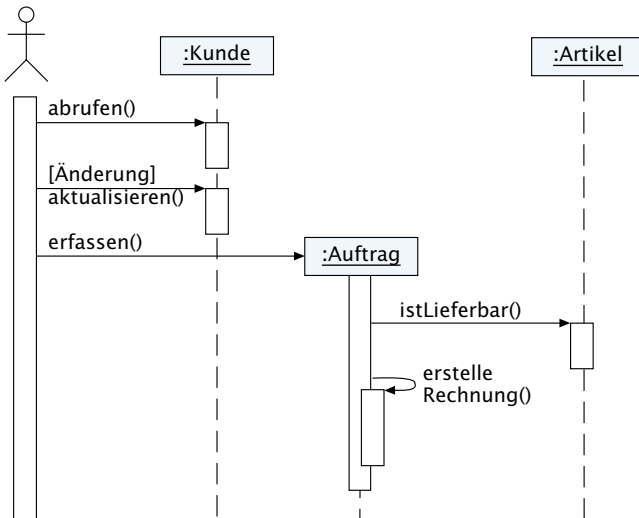 :Kunde
:Artikel
abrufen()
[Änderung]
aktualisieren()
erfassen()
:Auftrag
istLieferbar()
erstelle
Rechnung()